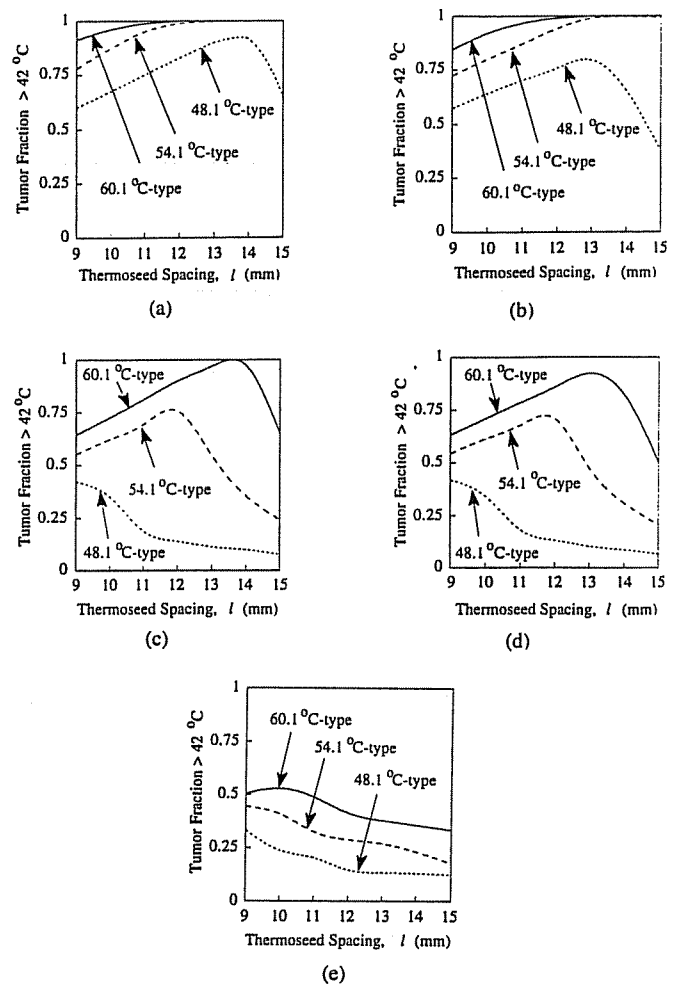 Tumor Fraction > 42 °C
1
0.75
0.5
0.25
0
48.1 °C-type
54.1 °C-type
60.1 °C-type
9 10 11 12 13 14 15
Thermoseed Spacing, l (mm)
(a)
Tumor Fraction > 42 °C
1
0.75
0.5
0.25
0
48.1 °C-type
54.1 °C-type
60.1 °C-type
9 10 11 12 13 14 15
Thermoseed Spacing, l (mm)
(b)
Tumor Fraction > 42 °C
1
0.75
0.5
0.25
0
60.1 °C-type
54.1 °C-type
48.1 °C-type
9 10 11 12 13 14 15
Thermoseed Spacing, l (mm)
(c)
Tumor Fraction > 42 °C
1
0.75
0.5
0.25
0
60.1 °C-type
54.1 °C-type
48.1 °C-type
9 10 11 12 13 14 15
Thermoseed Spacing, l (mm)
(d)
Tumor Fraction > 42 °C
1
0.75
0.5
0.25
0
60.1 °C-type
54.1 °C-type
48.1 °C-type
9 10 11 12 13 14 15
Thermoseed Spacing, l (mm)
(e)